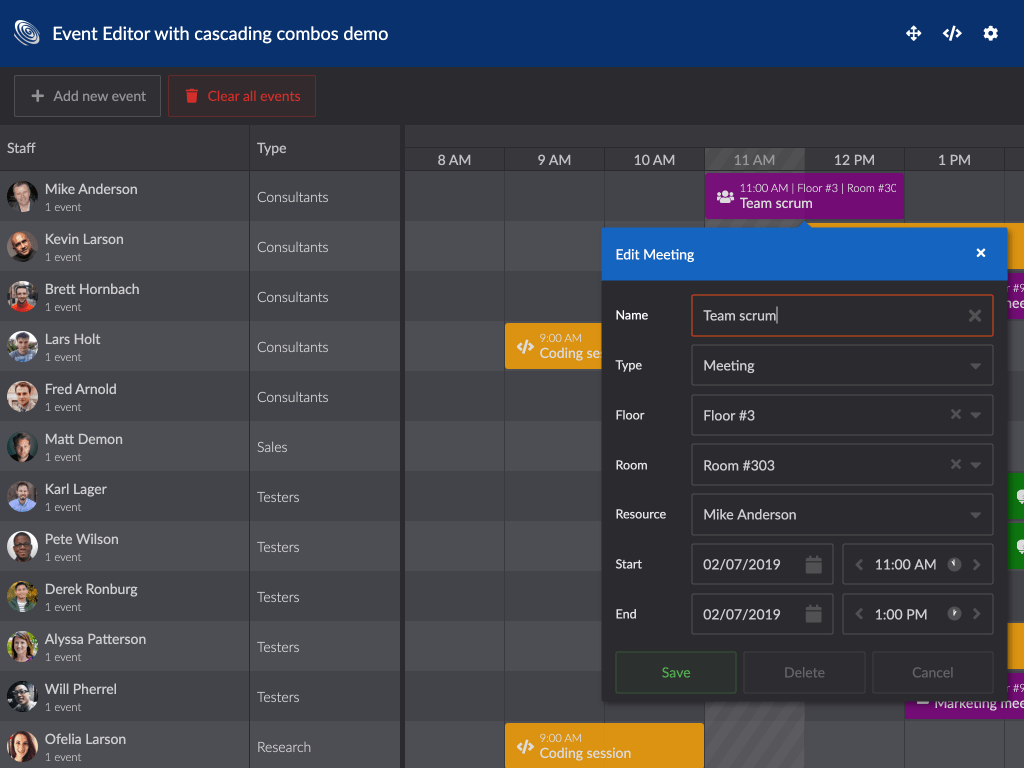 Event Editor with cascading combos demo
Add new event
Clear all events
Staff
Type
8 AM
9 AM
10 AM
11 AM
12 PM
1 PM
Mike Anderson
1 event
Consultants
11:00 AM | Floor #3 | Room #30
Team scrum
Kevin Larson
1 event
Consultants
Brett Hornbach
1 event
Consultants
Lars Holt
1 event
Consultants
9:00 AM
Coding se
Fred Arnold
1 event
Consultants
Matt Demon
1 event
Sales
Karl Lager
1 event
Testers
Pete Wilson
1 event
Testers
Derek Ronburg
1 event
Testers
Alyssa Patterson
1 event
Testers
Will Pherrel
1 event
Testers
Marketing mee
Ofelia Larson
1 event
Research
9:00 AM
Coding session
Edit Meeting
Name
Team scrum
Type
Meeting
Floor
Floor #3
Room
Room #303
Resource
Mike Anderson
Start
02/07/2019
11:00 AM
End
02/07/2019
1:00 PM
Save
Delete
Cancel